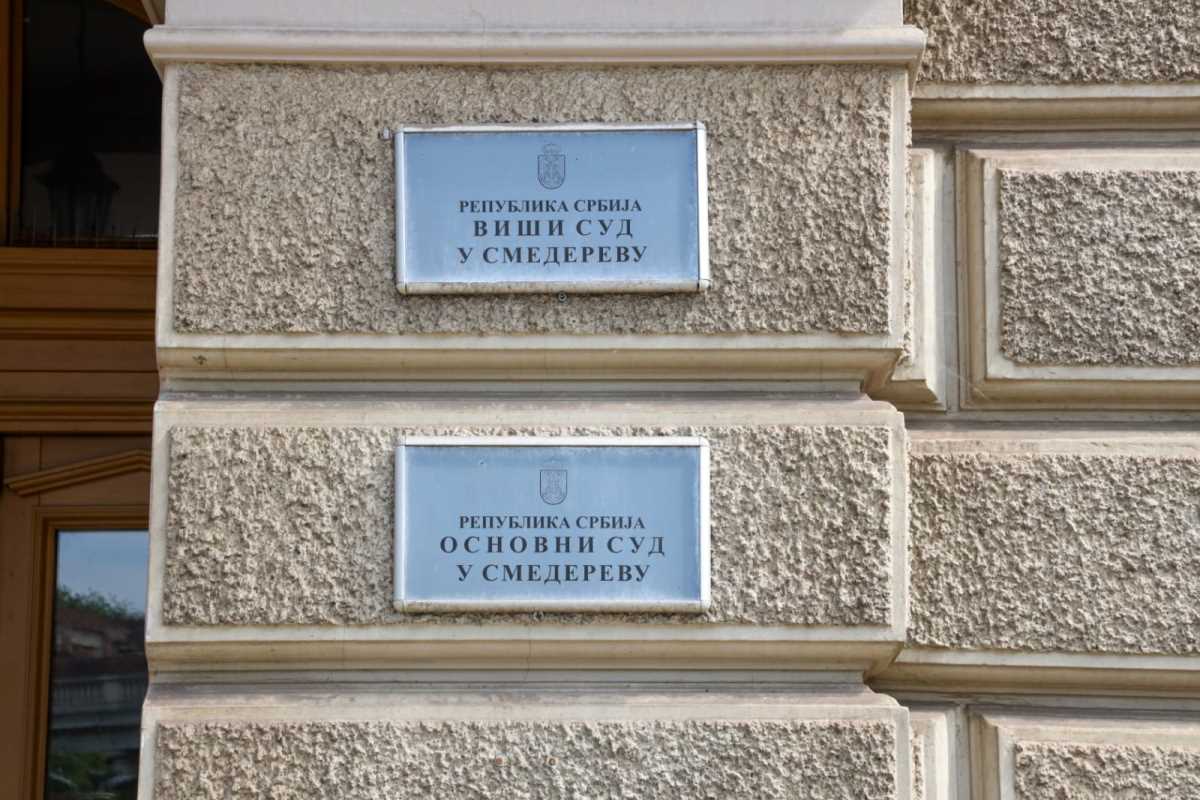 РЕПУБЛИКА СРБИЈА
ВИШИ СУД
У СМЕДЕРЕВУ
РЕПУБЛИКА СРБИЈА
ОСНОВНИ СУД
У СМЕДЕРЕВУ